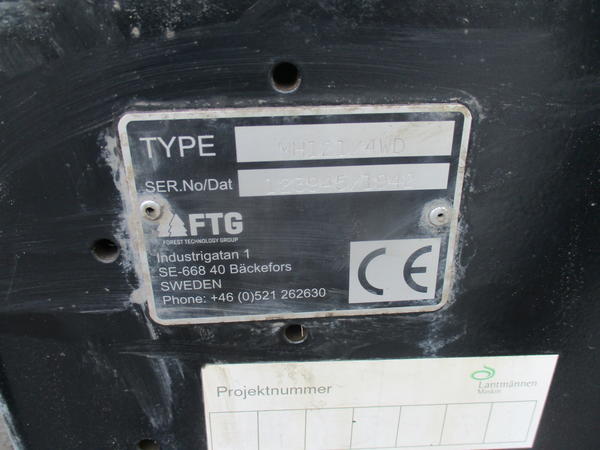 TYPE
SER.No/Dat
FTG
FOREST TECHNOLOGY GROUP
Industrigatan 1
SE-668 40 Bäckefors
SWEDEN
Phone: +46 (0)521 262630
CE
Projektnummer
Lantmännen
Maskin